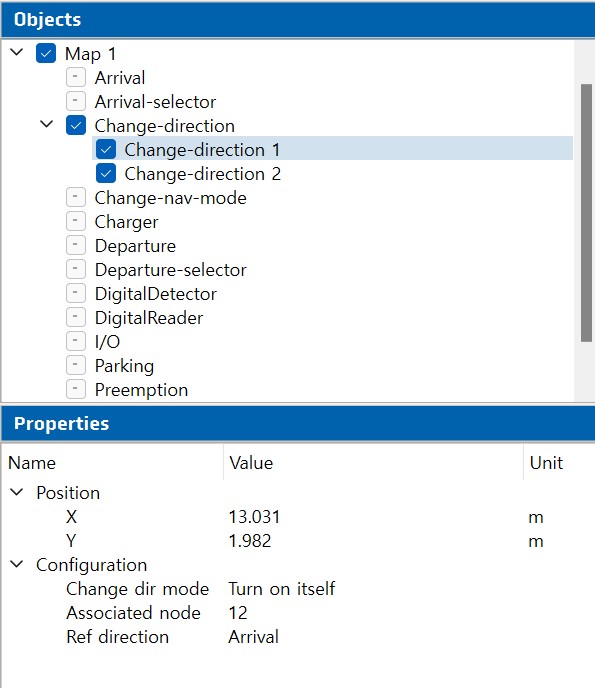 Objects
Map 1
Arrival
Arrival-selector
Change-direction
Change-direction 1
Change-direction 2
Change-nav-mode
Charger
Departure
Departure-selector
DigitalDetector
DigitalReader
I/O
Parking
Preemption
Properties
Name Value Unit
Position
X 13.031 m
Y 1.982 m
Configuration
Change dir mode Turn on itself
Associated node 12
Ref direction Arrival